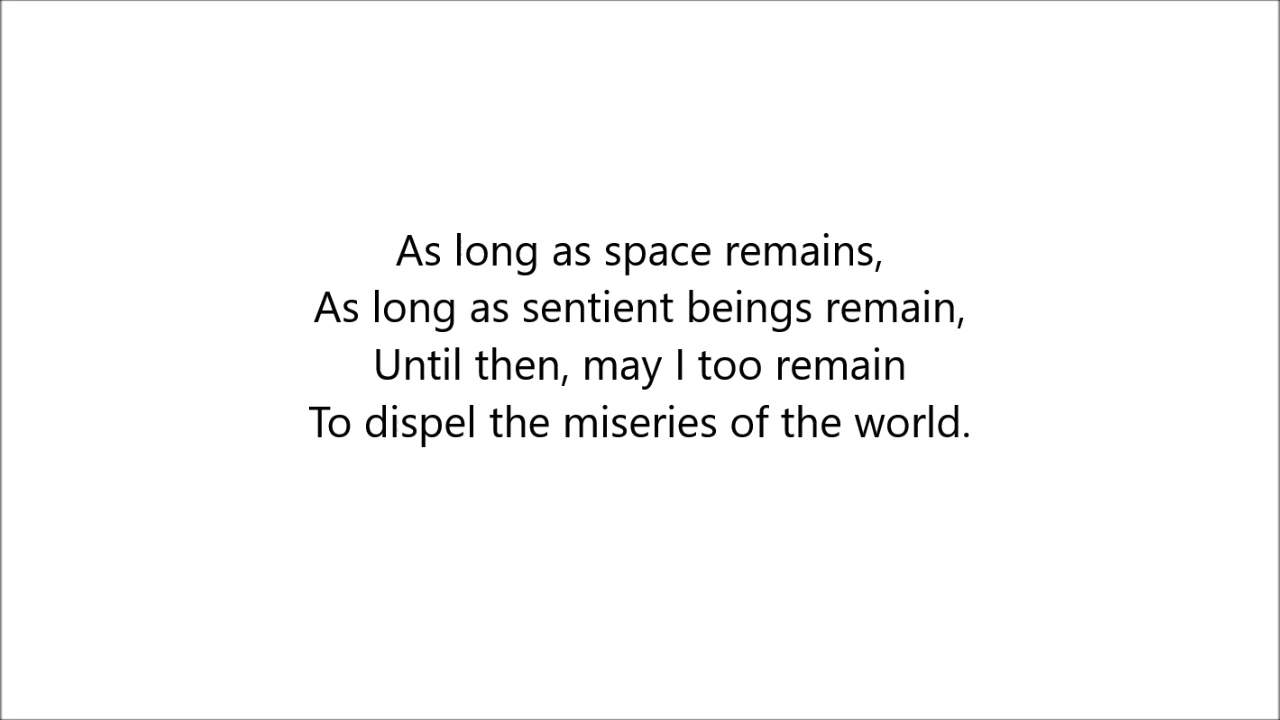 As long as space remains,
As long as sentient beings remain,
Until then, may I too remain
To dispel the miseries of the world.